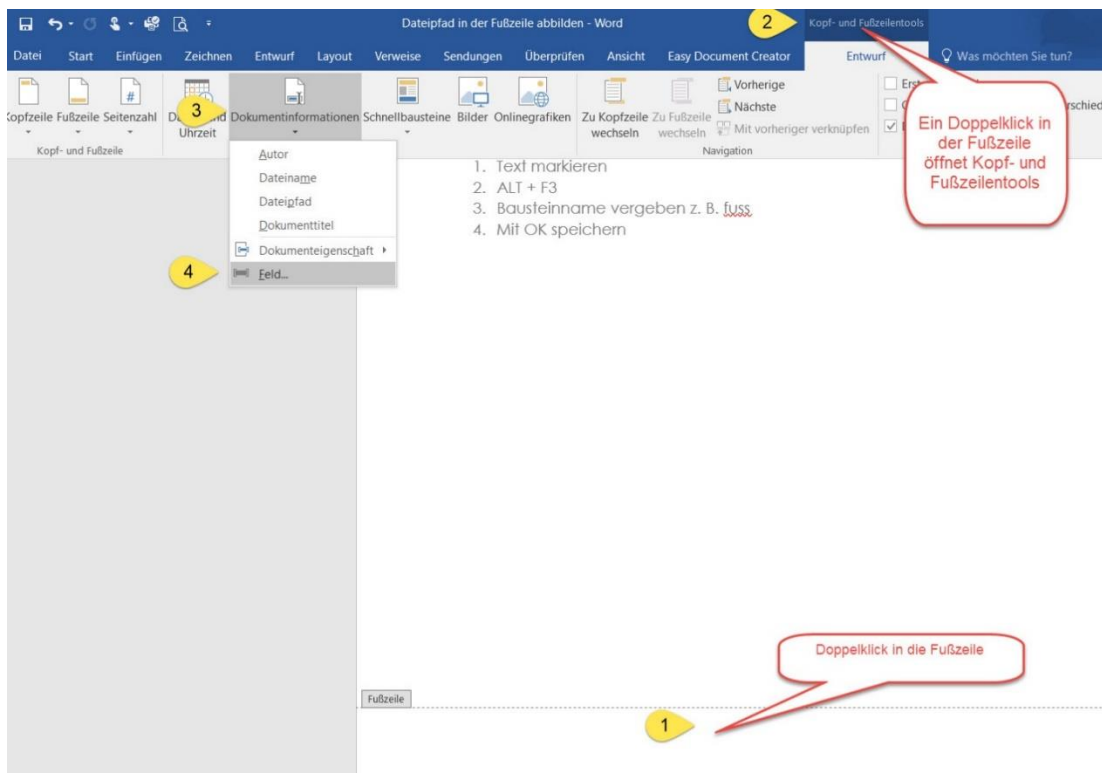 Dateipfad in der Fußzeile abbilden - Word
2
Kopf- und Fußzeilentools
Datei Start Einfügen Zeichnen Entwurf Layout Verweise Sendungen Überprüfen Ansicht Easy Document Creator Entwurf Was möchten Sie tun?
Kopfzeile Fußzeile Seitenzahl
#
3
Uhrzeit
Dokumentinformationen
Schnellbausteine
Bilder
Onlinegrafiken
Zu Kopfzeile
wechseln
Zu Fußzeile
wechseln
Vorherige
Nächste
Mit vorheriger verknüpfen
Kopf- und Fußzeile
Navigation
Ein Doppelklick in
der Fußzeile
öffnet Kopf- und
Fußzeilentools
Autor
Dateiname
Dateipfad
Dokumenttitel
Dokumenteigenschaft
4
Feld...
1. Text markieren
2. ALT + F3
3. Bausteinname vergeben z. B. fuss
4. Mit OK speichern
Doppelklick in die Fußzeile
Fußzeile
1